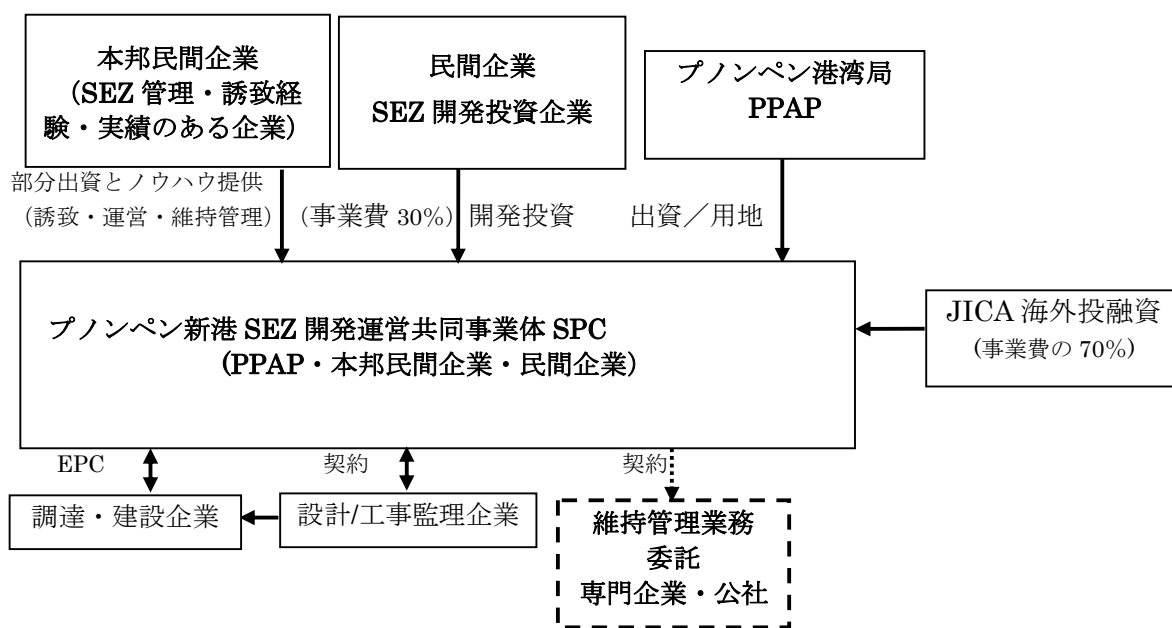 本邦民間企業
（SEZ 管理・誘致経
験・実績のある企業）
民間企業
SEZ 開発投資企業
プノンペン港湾局
PPAP
部分出資とノウハウ提供
（誘致・運営・維持管理）
(事業費 30%) 開発投資
出資／用地
プノンペン新港 SEZ 開発運営共同事業体 SPC
(PPAP・本邦民間企業・民間企業）
JICA 海外投融資
(事業費の 70%)
EPC
契約
契約
調達・建設企業
設計/工事監理企業
維持管理業務
委託
専門企業・公社